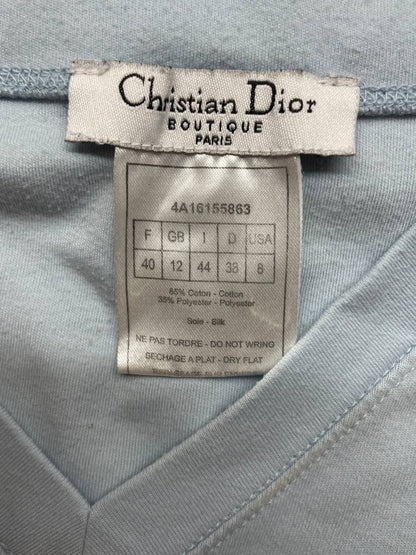 Christian Dior
BOUTIQUE
PARIS
4A16155863
F GB I D USA
40 12 44 38 8
65% Coton - Cotton
35% Polyester - Polyester
Soie - Silk
NE PAS TORDRE - DO NOT WRING
SECHAGE A PLAT - DRY FLAT